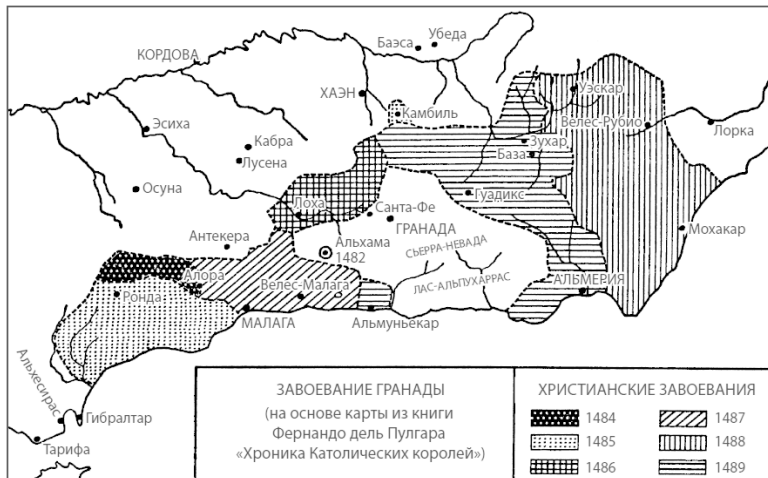 Убеда
Баэса
КОРДОВА
ХАЭН
Уэскар
Камбиль
Велес-Рубио
Эсиха
Лорка
Кабра
Зухар
Лусена
База
Осуна
Гуадикс
Лоха
Санта-Фе
ГРАНАДА
Мохакар
Антекера
Альхама
1482
СЬЕРРА-НЕВАДА
Алора
ЛАС-АЛЬПУХАРРАС
АЛЬМЕРИЯ
Ронда
Велес-Малага
МАЛАГА
Альмуньекар
Альхесирас
Гибралтар
Тарифа
ЗАВОЕВАНИЕ ГРАНАДЫ
(на основе карты из книги
Фернандо дель Пулгара
«Хроника Католических королей»)
ХРИСТИАНСКИЕ ЗАВОЕВАНИЯ
1484 1487
1485 1488
1486 1489